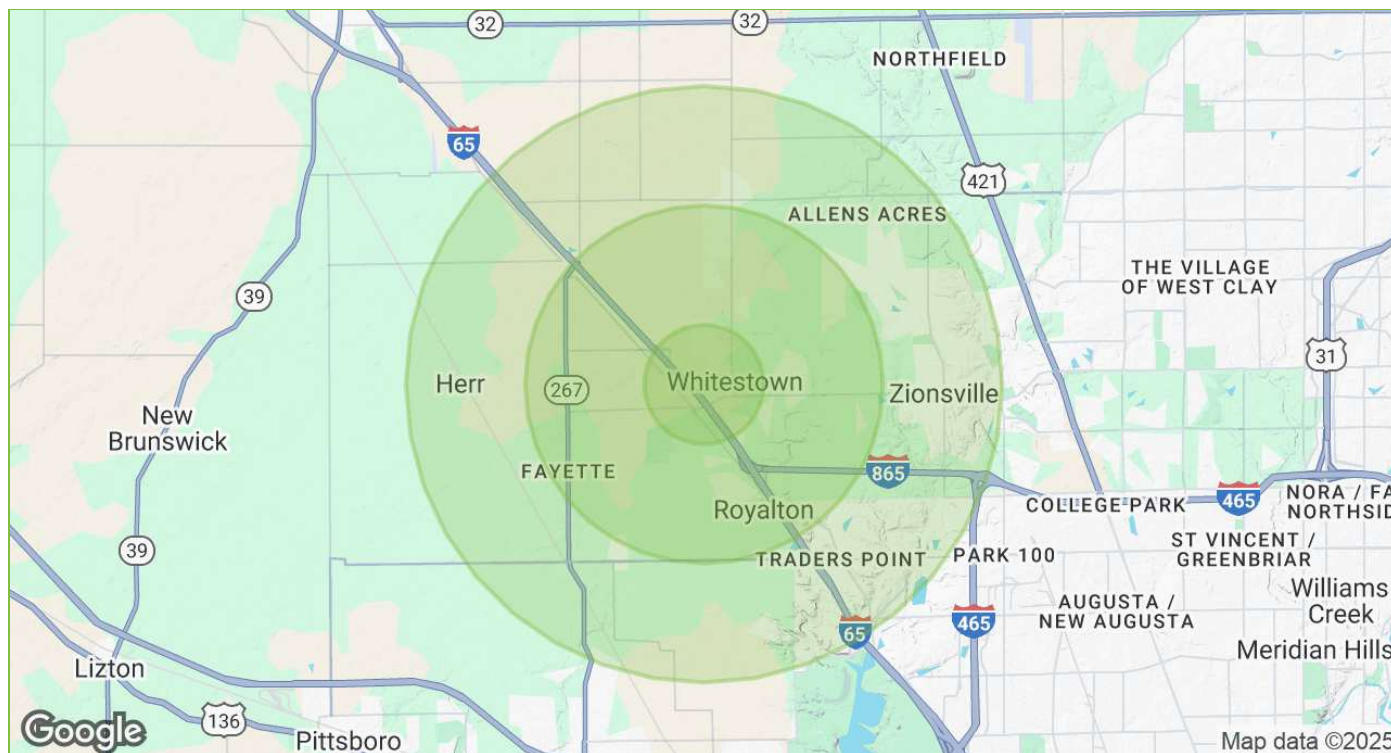 32
32
NORTHFIELD
65
421
ALLENS ACRES
THE VILLAGE
OF WEST CLAY
39
31
Herr
267
Whitestown
Zionsville
New
Brunswick
FAYETTE
865
465
COLLEGE PARK
NORA / FA
NORTHSID
Royalton
39
TRADERS POINT
PARK 100
ST VINCENT /
GREENBRIAR
AUGUSTA /
NEW AUGUSTA
Williams
Creek
65
465
Meridian Hills
Lizton
136
Pittsboro
Google
Map data ©2025